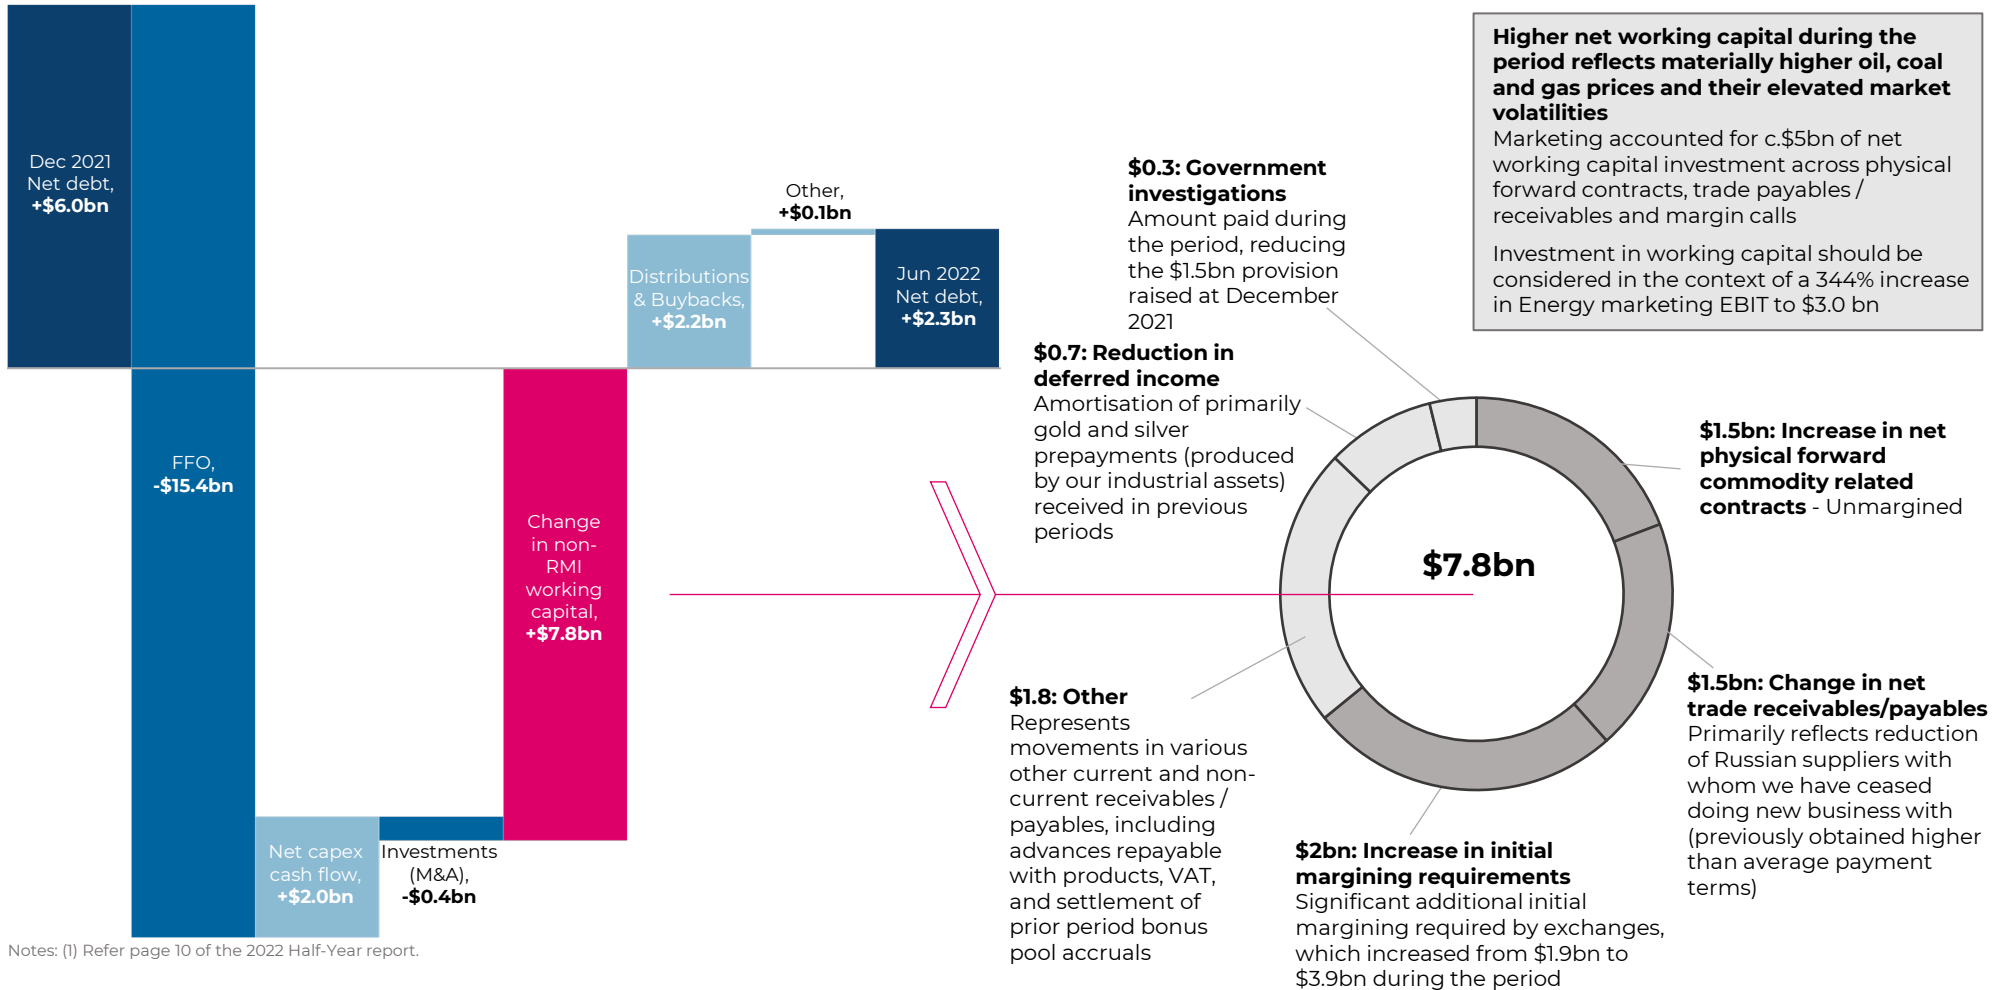 Dec 2021
Net debt,
+$6.0bn
FFO,
-$15.4bn
Net capex
cash flow,
+$2.0bn
Investments
(M&A),
-$0.4bn
Change
in non-
RMI
working
capital,
+$7.8bn
Distributions
& Buybacks,
+$2.2bn
Other,
+$0.1bn
Jun 2022
Net debt,
+$2.3bn
Notes: (1) Refer page 10 of the 2022 Half-Year report.
$0.3: Government
investigations
Amount paid during
the period, reducing
the $1.5bn provision
raised at December
2021
$0.7: Reduction in
deferred income
Amortisation of primarily
gold and silver
prepayments (produced
by our industrial assets)
received in previous
periods
$1.8: Other
Represents
movements in various
other current and non-
current receivables /
payables, including
advances repayable
with products, VAT,
and settlement of
prior period bonus
pool accruals
$7.8bn
Higher net working capital during the
period reflects materially higher oil, coal
and gas prices and their elevated market
volatilities
Marketing accounted for c.$5bn of net
working capital investment across physical
forward contracts, trade payables /
receivables and margin calls
Investment in working capital should be
considered in the context of a 344% increase
in Energy marketing EBIT to $3.0 bn
$1.5bn: Increase in net
physical forward
commodity related
contracts - Unmargined
$1.5bn: Change in net
trade receivables/payables
Primarily reflects reduction
of Russian suppliers with
whom we have ceased
doing new business with
(previously obtained higher
than average payment
terms)
$2bn: Increase in initial
margining requirements
Significant additional initial
margining required by exchanges,
which increased from $1.9bn to
$3.9bn during the period